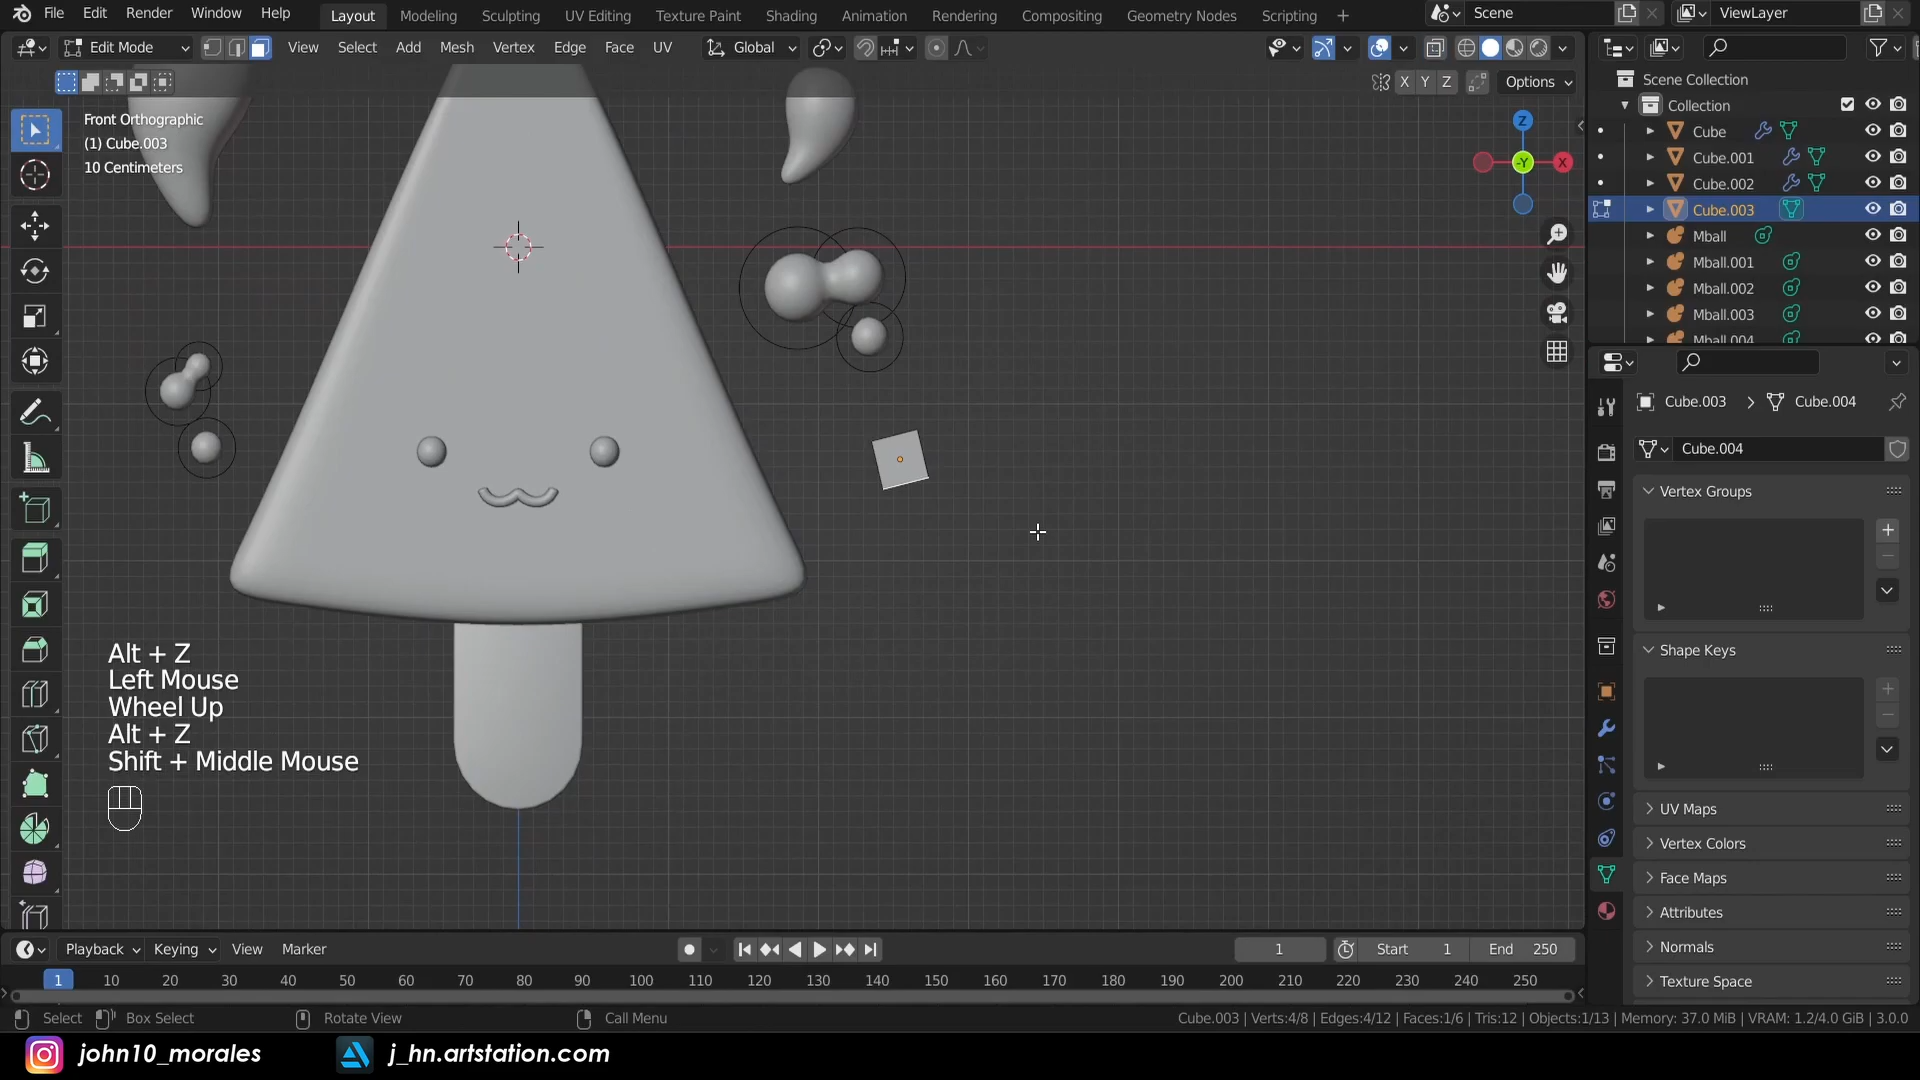 File Edit Render Window Help Layout Modeling Sculpting UV Editing Texture Paint Shading Animation Rendering Compositing Geometry Nodes Scripting + Scene ViewLayer
Edit Mode View Select Add Mesh Vertex Edge Face UV Global
X Y Z Options
Front Orthographic
(1) Cube.003
10 Centimeters
Z
-Y X
Scene Collection
Collection
Cube
Cube.001
Cube.002
Cube.003
Mball
Mball.001
Mball.002
Mball.003
Mball.004
Cube.003 > Cube.004
Cube.004
Vertex Groups
Shape Keys
UV Maps
Vertex Colors
Face Maps
Attributes
Normals
Texture Space
Alt + Z
Left Mouse
Wheel Up
Alt + Z
Shift + Middle Mouse
Playback Keying View Marker 1 Start 1 End 250
1 10 20 30 40 50 60 70 80 90 100 110 120 130 140 150 160 170 180 190 200 210 220 230 240 250
Select Box Select Rotate View Call Menu Cube.003 | Verts:4/8 | Edges:4/12 | Faces:1/6 | Tris:12 | Objects:1/13 | Memory: 37.0 MiB | VRAM: 1.2/4.0 GiB | 3.0.0
john10_morales j_hn.artstation.com